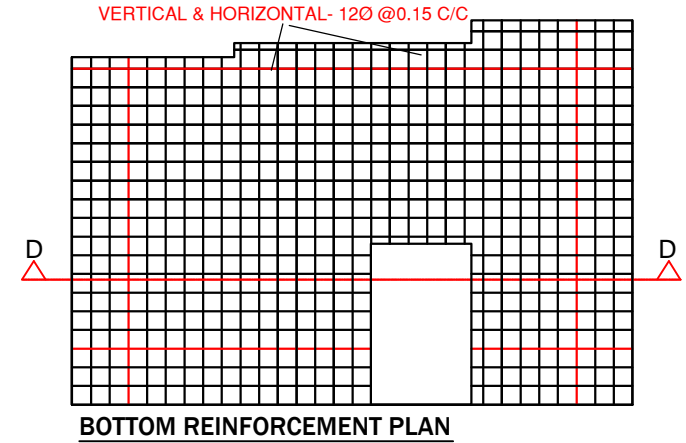 VERTICAL & HORIZONTAL- 12Ø @0.15 C/C
D D
BOTTOM REINFORCEMENT PLAN